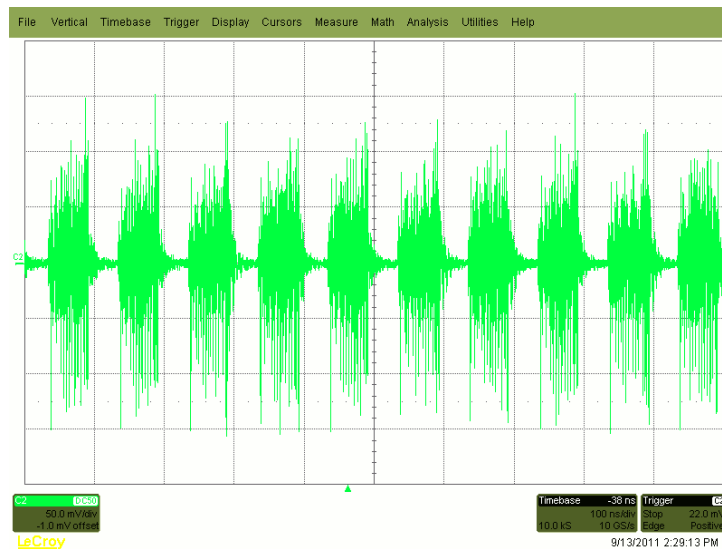 File Vertical Timebase Trigger Display Cursors Measure Math Analysis Utilities Help
C2
C2 DC50
50.0 mV/div
-1.0 mV offset
Timebase -38 ns
100 ns/div
10.0 kS 10 GS/s
Trigger C2
Stop 22.0 mV
Edge Positive
LeCroy
9/13/2011 2:29:13 PM